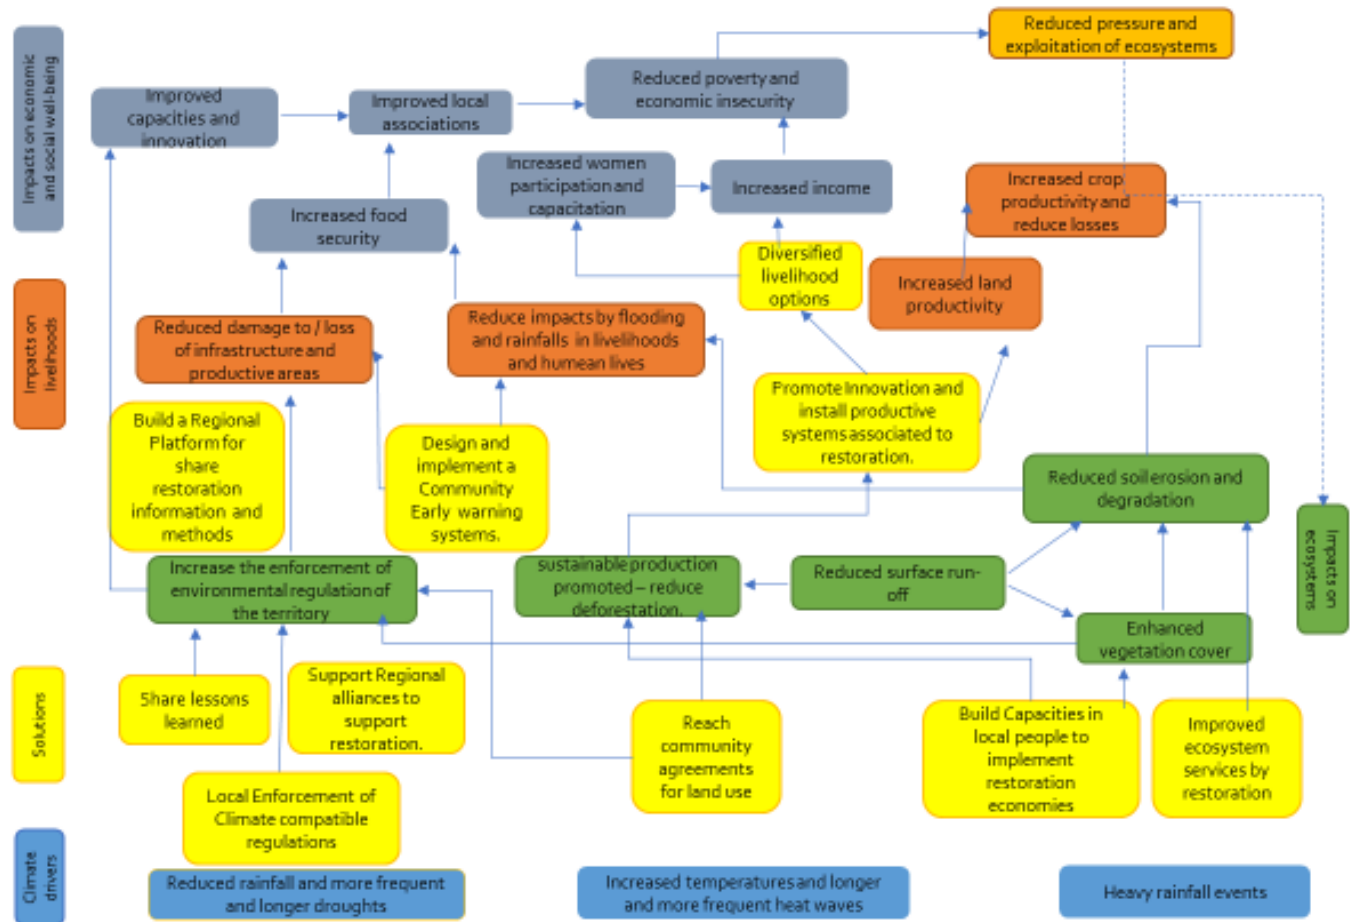 Reduced pressure and
exploitation of ecosystems
Impacts on economic
and social well-being
Improved
capacities and
innovation
Improved local
associations
Reduced poverty and
economic insecurity
Increased women
participation and
capacitation
Increased income
Increased crop
productivity and
reduce losses
Increased food
security
Diversified
livelihood
options
Increased land
productivity
Impacts on
livelihoods
Reduced damage to / loss
of infrastructure and
productive areas
Reduce impacts by flooding
and rainfalls in livelihoods
and humean lives
Promote Innovation and
install productive
systems associated to
restoration.
Build a Regional
Platform for
share
restoration
information and
methods
Design and
implement a
Community
Early warning
systems.
Reduced soil erosion and
degradation
Impacts on
ecosystems
Increase the enforcement of
environmental regulation of
the territory
sustainable production
promoted – reduce
deforestation.
Reduced surface run-
off
Enhanced
vegetation cover
Solutions
Share lessons
learned
Support Regional
alliances to
support
restoration.
Reach
community
agreements
for land use
Build Capacities in
local people to
implement
restoration
economies
Improved
ecosystem
services by
restoration
Local Enforcement of
Climate compatible
regulations
Climate
drivers
Reduced rainfall and more frequent
and longer droughts
Increased temperatures and longer
and more frequent heat waves
Heavy rainfall events